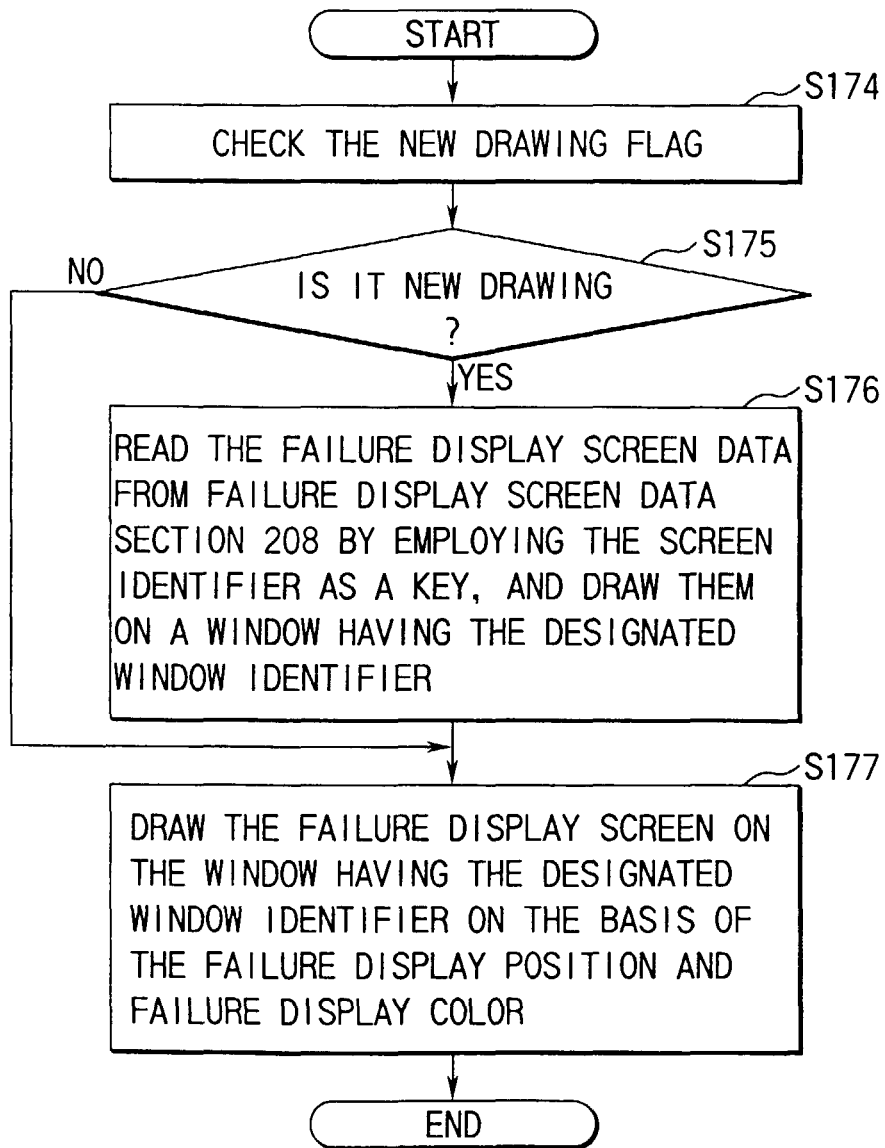 START
S174
CHECK THE NEW DRAWING FLAG
S175
NO
IS IT NEW DRAWING
?
YES
S176
READ THE FAILURE DISPLAY SCREEN DATA
FROM FAILURE DISPLAY SCREEN DATA
SECTION 208 BY EMPLOYING THE SCREEN
IDENTIFIER AS A KEY, AND DRAW THEM
ON A WINDOW HAVING THE DESIGNATED
WINDOW IDENTIFIER
S177
DRAW THE FAILURE DISPLAY SCREEN ON
THE WINDOW HAVING THE DESIGNATED
WINDOW IDENTIFIER ON THE BASIS OF
THE FAILURE DISPLAY POSITION AND
FAILURE DISPLAY COLOR
END